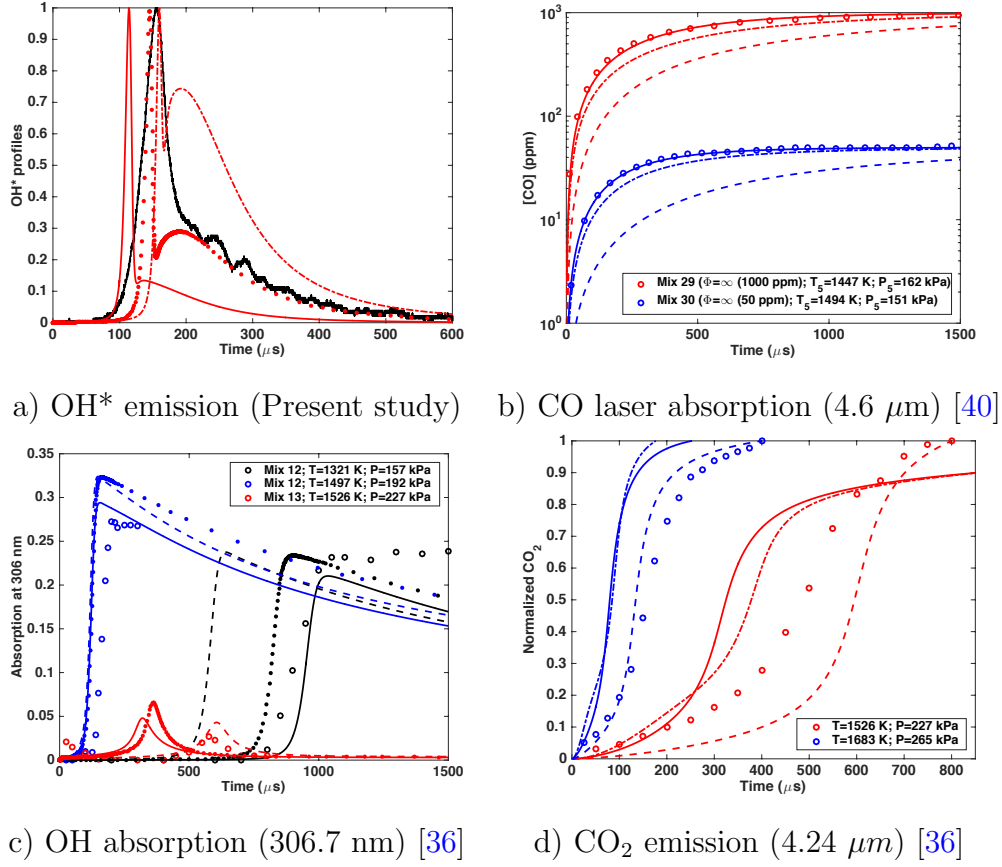 1
0.9
0.8
0.7
0.6
0.5
0.4
0.3
0.2
0.1
0
OH* profiles
0 100 200 300 400 500 600
Time (μs)
a) OH* emission (Present study)
10³
10²
10¹
10⁰
[CO] (ppm)
Mix 29 (Φ=∞ (1000 ppm); T5=1447 K; P5=162 kPa)
Mix 30 (Φ=∞ (50 ppm); T5=1494 K; P5=151 kPa)
0 500 1000 1500
Time (μs)
b) CO laser absorption (4.6 μm) [40]
0.35
0.3
0.25
0.2
0.15
0.1
0.05
0
Absorption at 306 nm
Mix 12; T=1321 K; P=157 kPa
Mix 12; T=1497 K; P=192 kPa
Mix 13; T=1526 K; P=227 kPa
0 500 1000 1500
Time (μs)
c) OH absorption (306.7 nm) [36]
1
0.9
0.8
0.7
0.6
0.5
0.4
0.3
0.2
0.1
0
Normalized CO2
T=1526 K; P=227 kPa
T=1683 K; P=265 kPa
0 100 200 300 400 500 600 700 800
Time (μs)
d) CO2 emission (4.24 μm) [36]